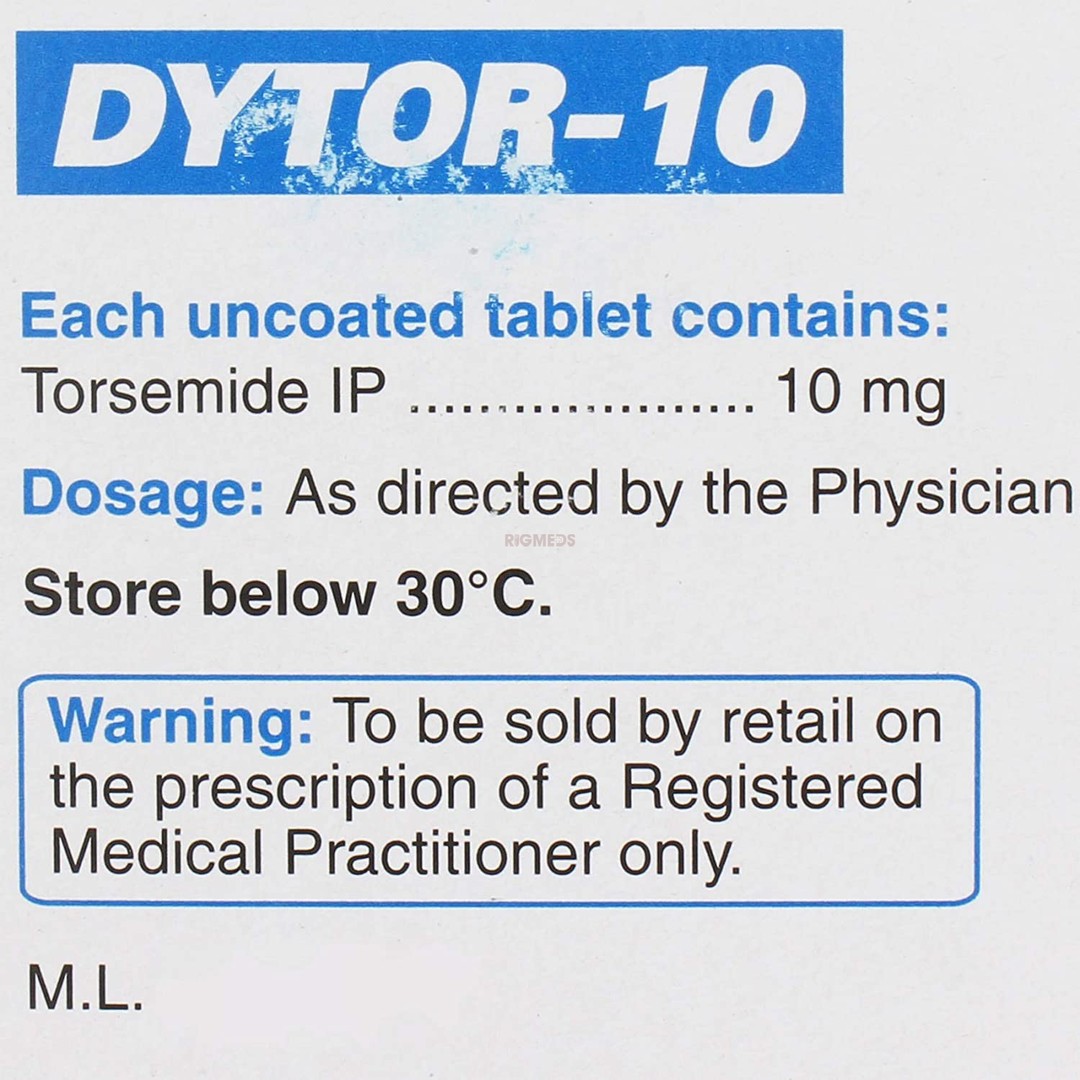 DYTOR-10
Each uncoated tablet contains:
Torsemide IP ..................... 10 mg
Dosage: As directed by the Physician
RIGMEDS
Store below 30°C.
Warning: To be sold by retail on
the prescription of a Registered
Medical Practitioner only.
M.L.